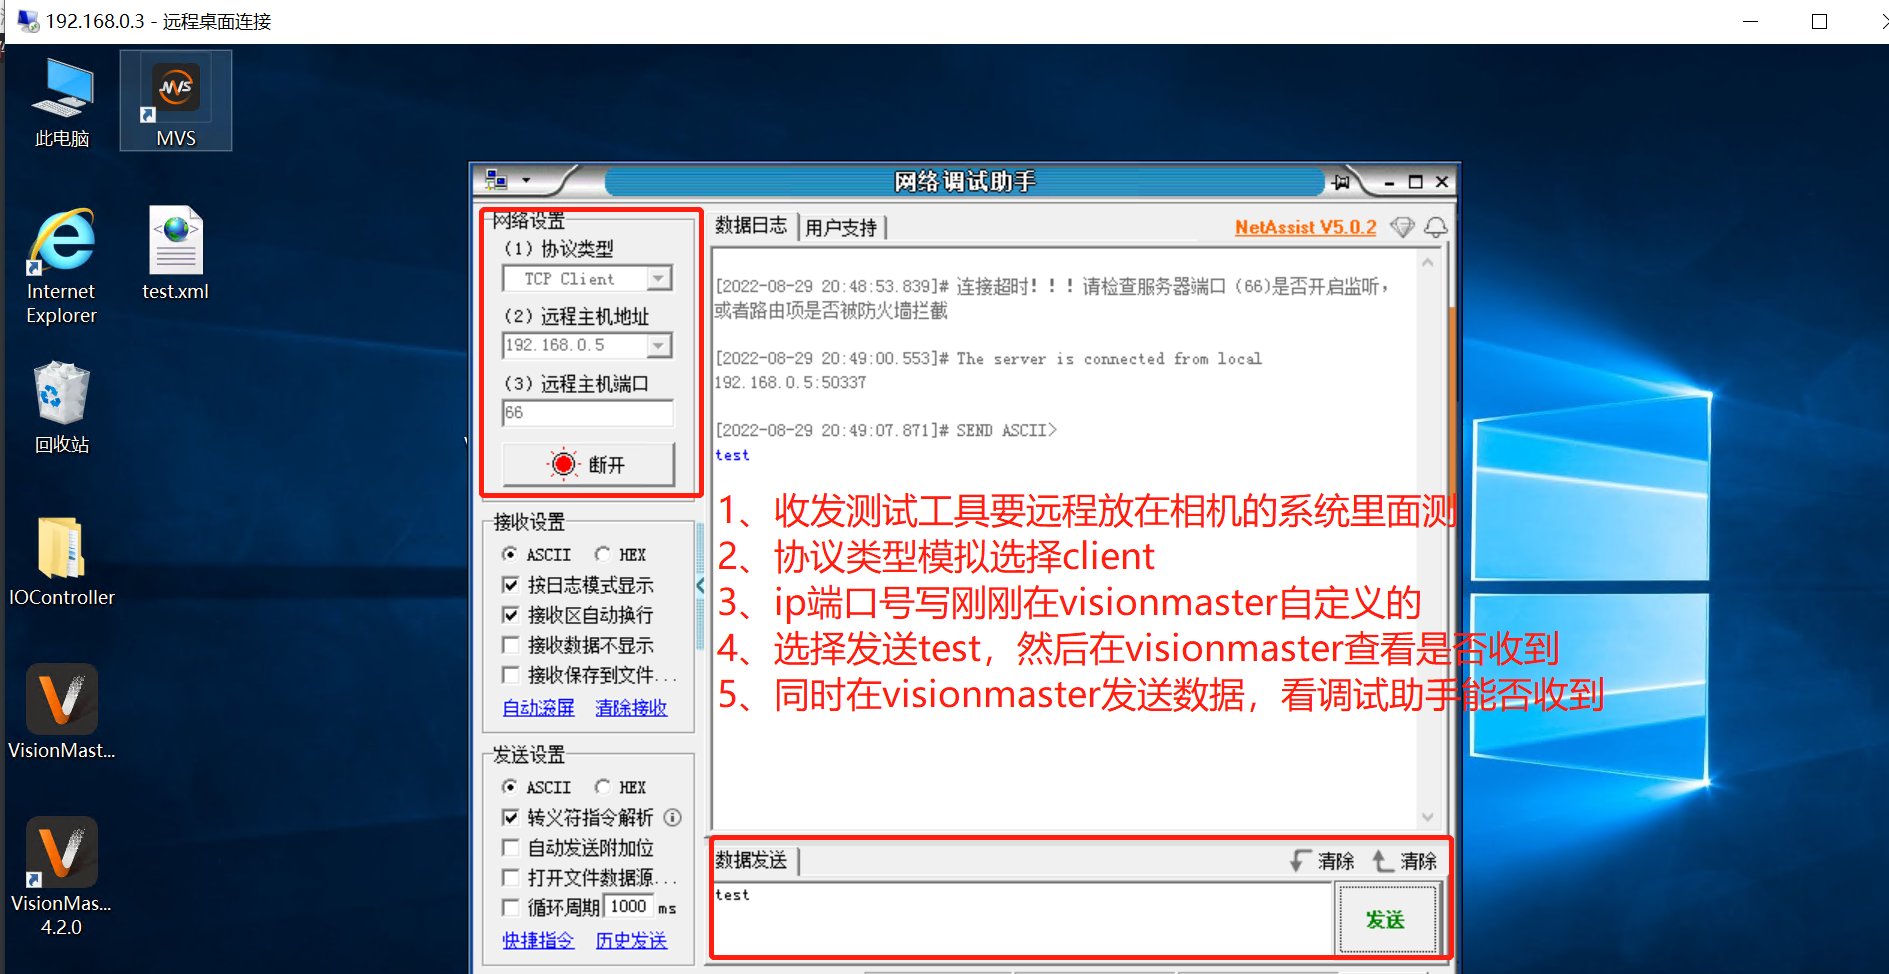 192.168.0.3 - 远程桌面连接
此电脑
MVS
Internet
Explorer
test.xml
回收站
IOController
VisionMast...
VisionMas...
4.2.0
网络调试助手
网络设置
(1) 协议类型
TCP Client
(2) 远程主机地址
192.168.0.5
(3) 远程主机端口
66
断开
接收设置
ASCII HEX
按日志模式显示
接收区自动换行
接收数据不显示
接收保存到文件...
自动滚屏 清除接收
发送设置
ASCII HEX
转义符指令解析
自动发送附加位
打开文件数据源...
循环周期 1000 ms
快捷指令 历史发送
数据日志 用户支持 NetAssist V5.0.2
[2022-08-29 20:48:53.839]# 连接超时！！！请检查服务器端口 (66)是否开启监听，
或者路由项是否被防火墙拦截
[2022-08-29 20:49:00.553]# The server is connected from local
192.168.0.5:50337
[2022-08-29 20:49:07.871]# SEND ASCII>
test
1、收发测试工具要远程放在相机的系统里面测
2、协议类型模拟选择client
3、ip端口号写刚刚在visionmaster自定义的
4、选择发送test，然后在visionmaster查看是否收到
5、同时在visionmaster发送数据，看调试助手能否收到
数据发送 清除 清除
test
发送